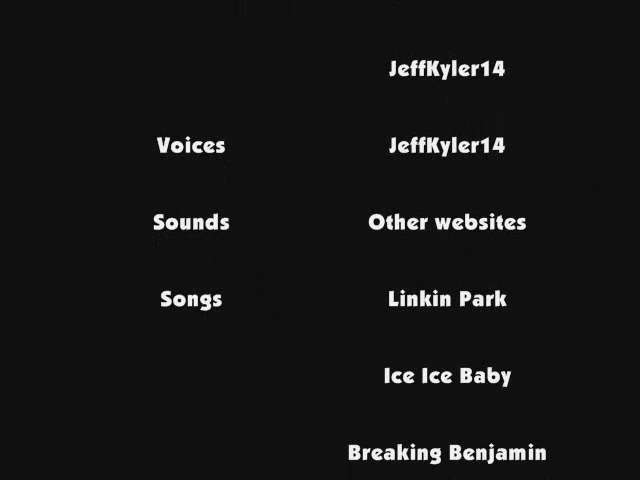 JeffKyler14
Voices JeffKyler14
Sounds Other websites
Songs Linkin Park
Ice Ice Baby
Breaking Benjamin